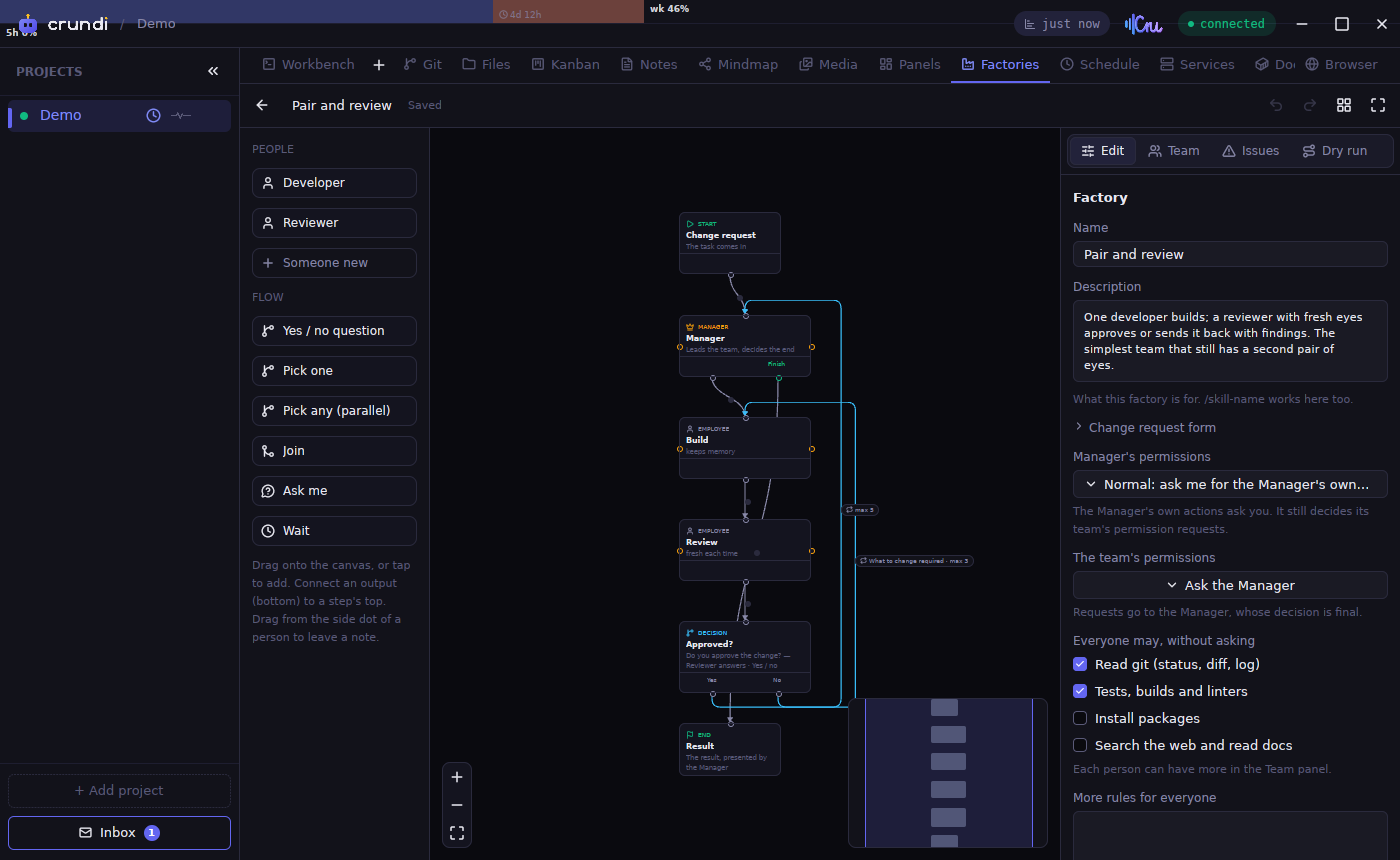 4d 12h
wk 46%
crundi / Demo
just now
Cru
connected
PROJECTS
Workbench
Git
Files
Kanban
Notes
Mindmap
Media
Panels
Factories
Schedule
Services
Browser
Demo
Pair and review
Saved
PEOPLE
Developer
Reviewer
+ Someone new
FLOW
Yes / no question
Pick one
Pick any (parallel)
Join
Ask me
Wait
Drag onto the canvas, or tap
to add. Connect an output
(bottom) to a step's top.
Drag from the side dot of a
person to leave a note.
START
Change request
The task comes in
MANAGER
Manager
Leads the team, decides the end
Finish
EMPLOYEE
Build
keeps memory
EMPLOYEE
Review
fresh each time
max 5
What to change required · max 3
DECISION
Approved?
Do you approve the change? —
Reviewer answers · Yes / no
Yes
No
END
Result
The result, presented by
the Manager
Edit
Team
Issues
Dry run
Factory
Name
Pair and review
Description
One developer builds; a reviewer with fresh eyes
approves or sends it back with findings. The
simplest team that still has a second pair of
eyes.
What this factory is for. /skill-name works here too.
Change request form
Manager's permissions
Normal: ask me for the Manager's own...
The Manager's own actions ask you. It still decides its
team's permission requests.
The team's permissions
Ask the Manager
Requests go to the Manager, whose decision is final.
Everyone may, without asking
Read git (status, diff, log)
Tests, builds and linters
Install packages
Search the web and read docs
Each person can have more in the Team panel.
More rules for everyone
+ Add project
Inbox 1